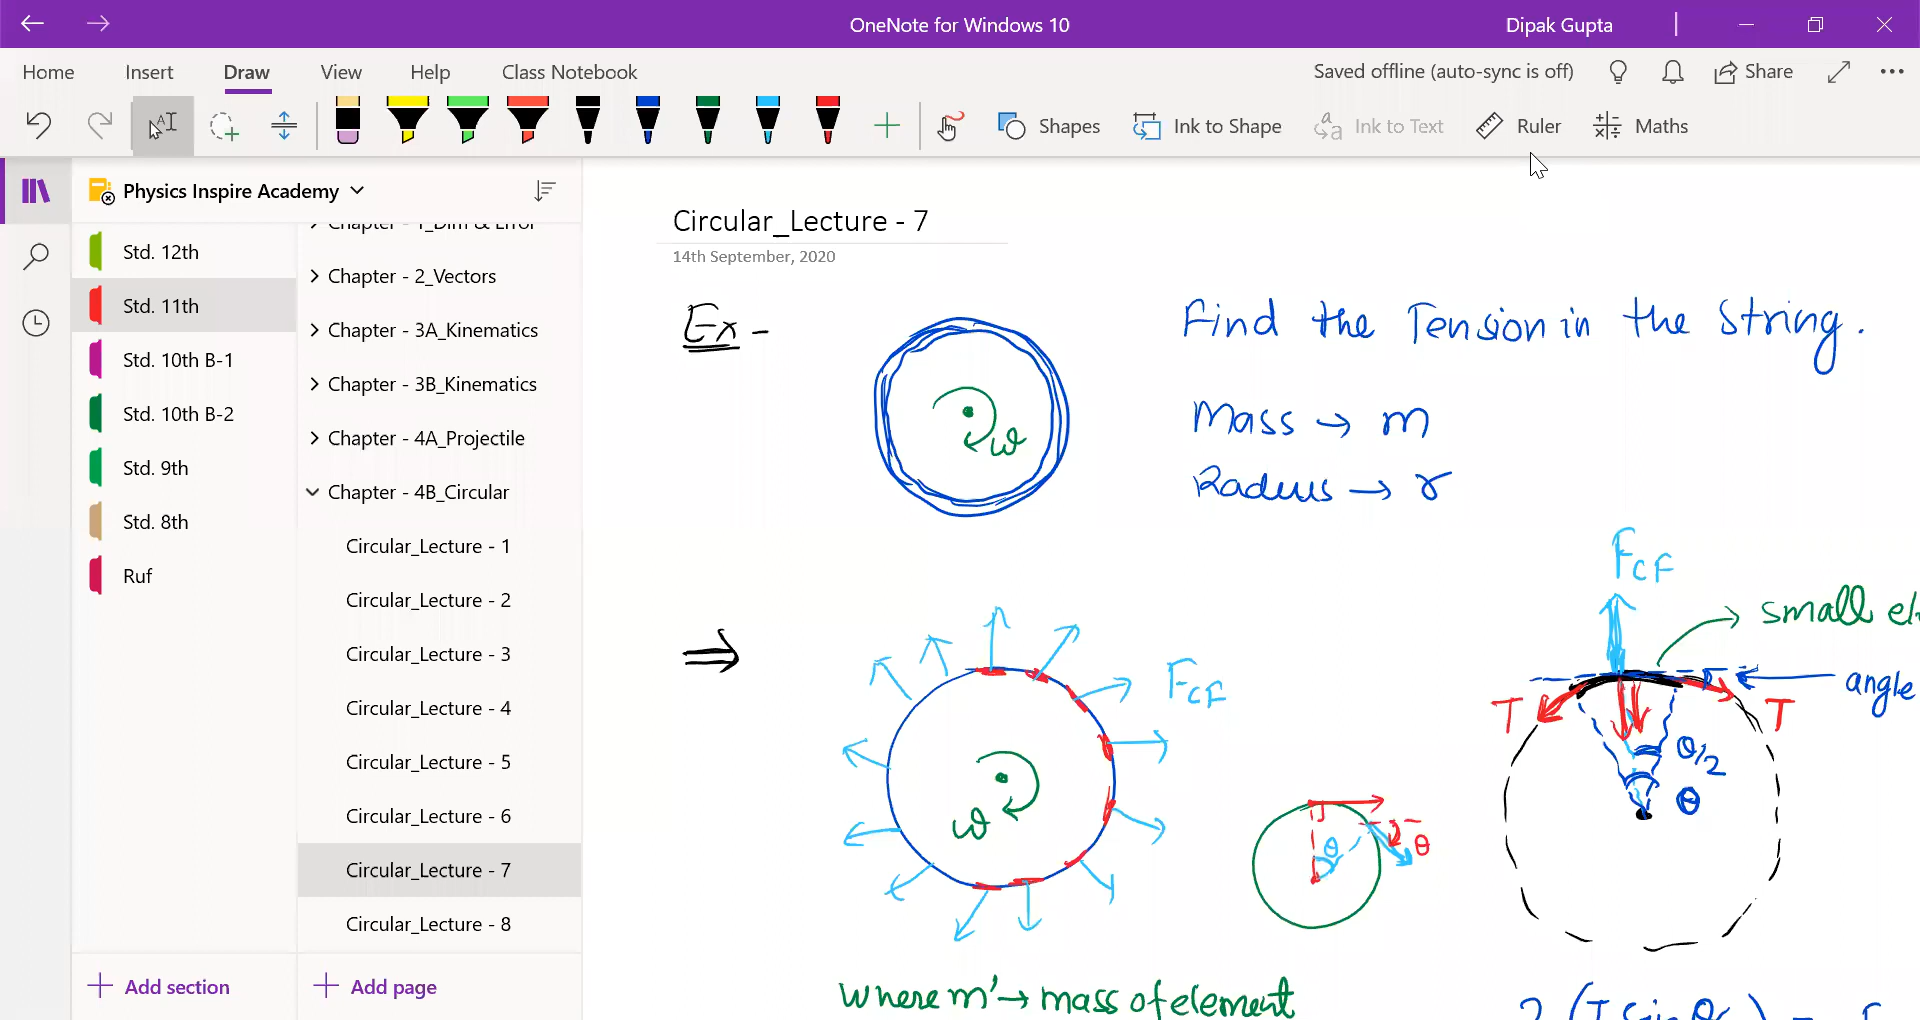 OneNote for Windows 10
Dipak Gupta
Home Insert Draw View Help Class Notebook
Saved offline (auto-sync is off) Share
Shapes Ink to Shape Ink to Text Ruler Maths
Physics Inspire Academy
Std. 12th
Std. 11th
Std. 10th B-1
Std. 10th B-2
Std. 9th
Std. 8th
Ruf
Chapter - 1_Dim & Error
Chapter - 2_Vectors
Chapter - 3A_Kinematics
Chapter - 3B_Kinematics
Chapter - 4A_Projectile
Chapter - 4B_Circular
Circular_Lecture - 1
Circular_Lecture - 2
Circular_Lecture - 3
Circular_Lecture - 4
Circular_Lecture - 5
Circular_Lecture - 6
Circular_Lecture - 7
Circular_Lecture - 8
Add section
Add page
Circular_Lecture - 7
14th September, 2020
Ex -
ω
Find the Tension in the string.
Mass → m
Radius → r
⇒
FCF
ω
θ
θ
FCF
small
angle
T
T
θ/2
θ
where m' → mass of element